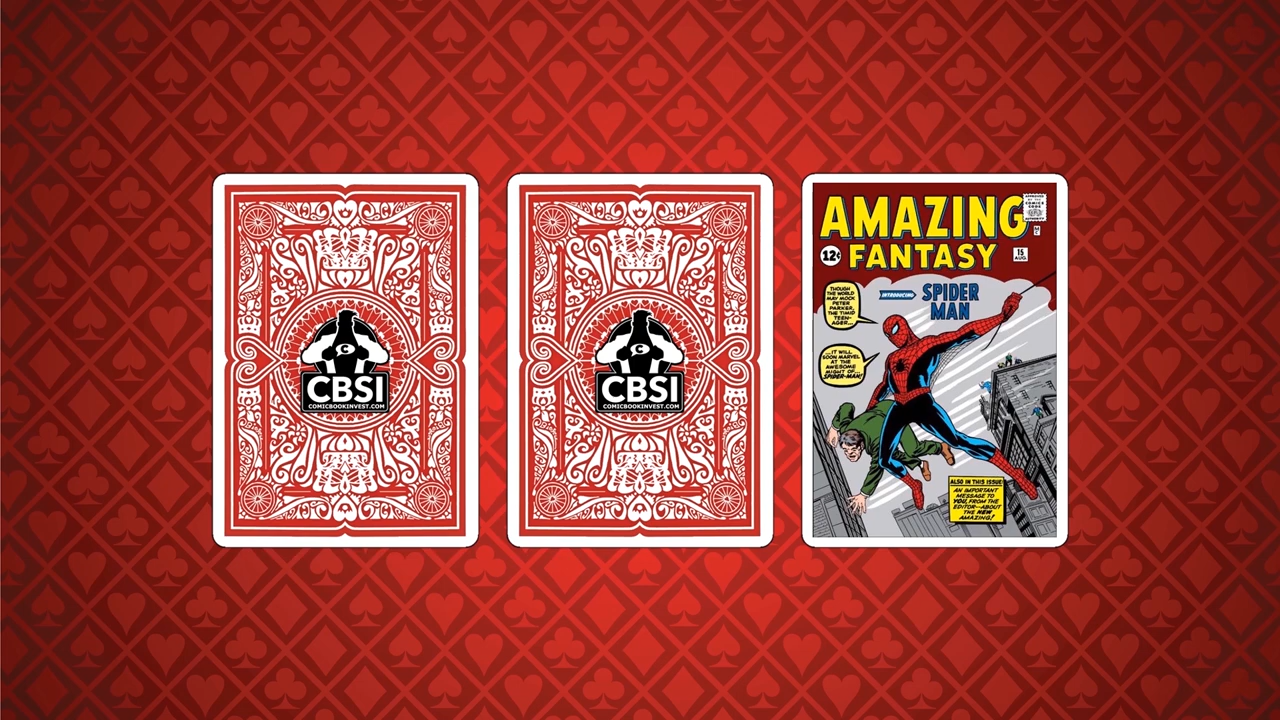 CBSI
COMICBOOKINVEST.COM
CBSI
COMICBOOKINVEST.COM
AMAZING
FANTASY
APPROVED
BY THE
COMICS
CODE
AUTHORITY
12¢
15
AUG.
INTRODUCING
SPIDER
MAN
THOUGH
THE WORLD
MAY MOCK
PETER
PARKER,
THE TIMID
TEEN-
AGER...
...IT WILL
SOON MARVEL
AT THE
AWESOME
MIGHT OF...
SPIDER-MAN!
ALSO IN THIS ISSUE:
AN IMPORTANT
MESSAGE TO
YOU, FROM THE
EDITOR--ABOUT
THE NEW
AMAZING!